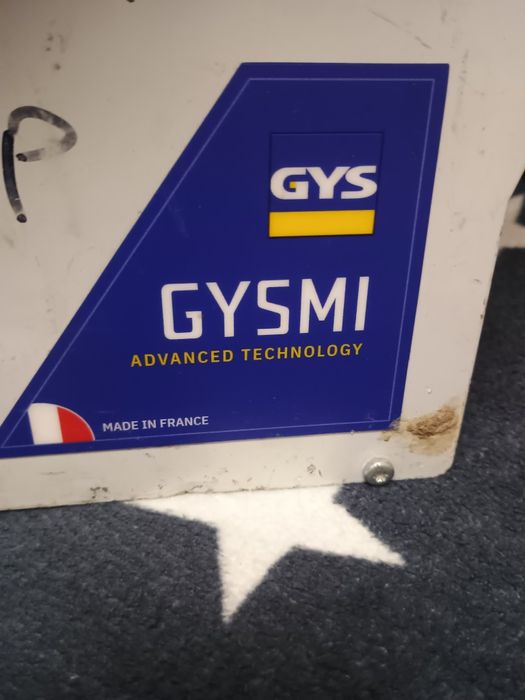 P
GYS
GYSMI
ADVANCED TECHNOLOGY
MADE IN FRANCE